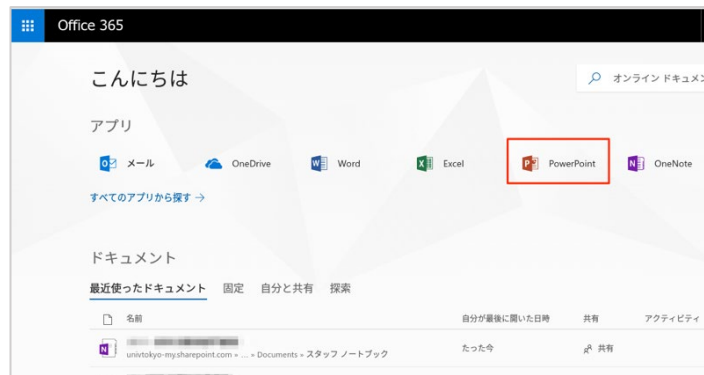 Office 365
こんにちは
オンライン ドキュメン
アプリ
メール OneDrive Word Excel PowerPoint OneNote
すべてのアプリから探す →
ドキュメント
最近使ったドキュメント 固定 自分と共有 探索
名前 自分が最後に開いた日時 共有 アクティビティ
univtokyo-my.sharepoint.com » ... » Documents » スタッフ ノートブック たった今 共有